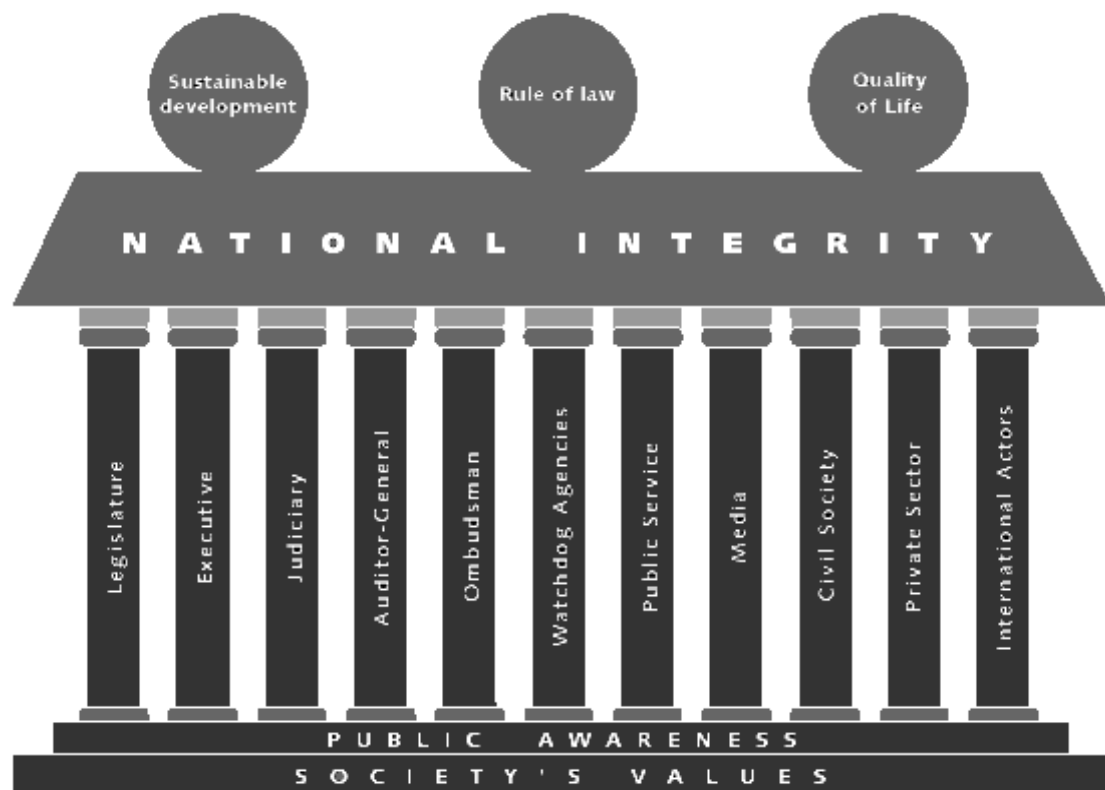 Sustainable
development
Rule of law
Quality
of Life
NATIONAL INTEGRITY
Legislature
Executive
Judiciary
Auditor-General
Ombudsman
Watchdog Agencies
Public Service
Media
Civil Society
Private Sector
International Actors
PUBLIC AWARENESS
SOCIETY'S VALUES